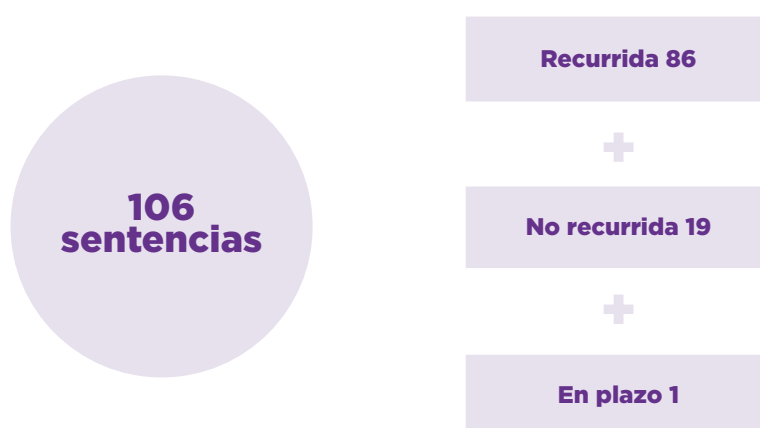 106
sentencias
Recurrida 86
+
No recurrida 19
+
En plazo 1